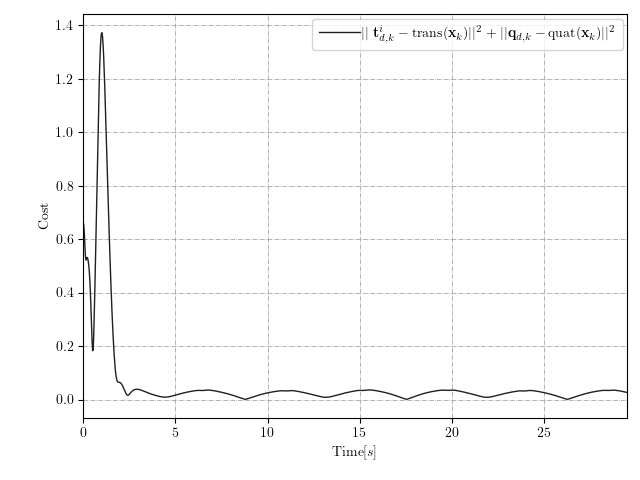 1.4
|| t^i_{d,k} − trans(x_k)||^2 + ||q_{d,k} − quat(x_k)||^2
1.2
1.0
0.8
0.6
0.4
0.2
0.0
Cost
0 5 10 15 20 25
Time[s]